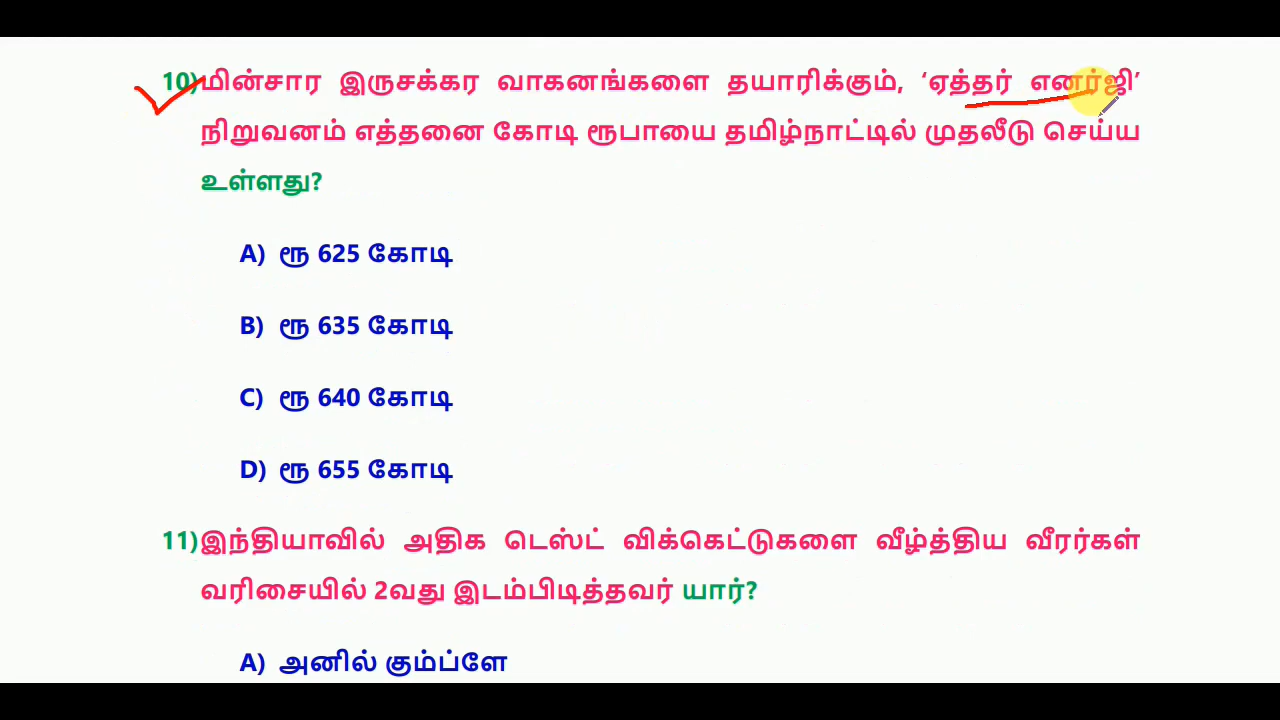 10)மின்சார இருசக்கர வாகனங்களை தயாரிக்கும், ‘ஏத்தர் எனர்ஜி’
நிறுவனம் எத்தனை கோடி ரூபாயை தமிழ்நாட்டில் முதலீடு செய்ய
உள்ளது?
A) ரூ 625 கோடி
B) ரூ 635 கோடி
C) ரூ 640 கோடி
D) ரூ 655 கோடி
11)இந்தியாவில் அதிக டெஸ்ட் விக்கெட்டுகளை வீழ்த்திய வீரர்கள்
வரிசையில் 2வது இடம்பிடித்தவர் யார்?
A) அனில் கும்ப்ளே